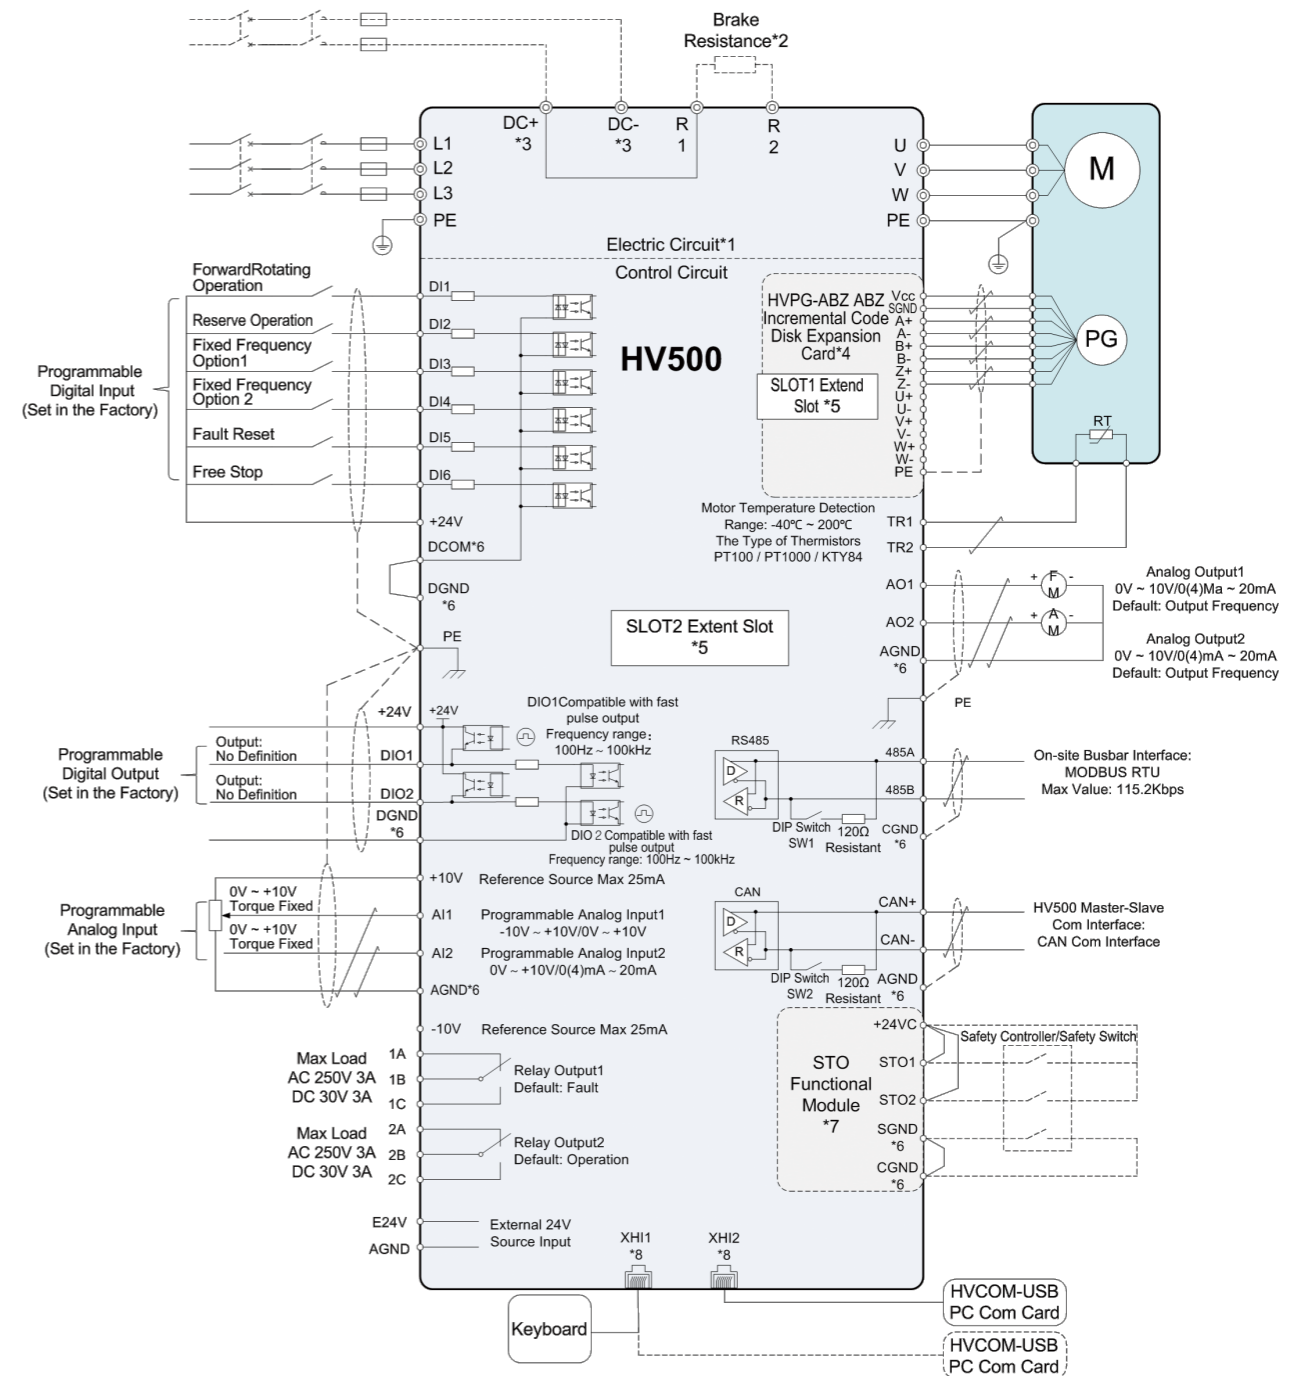 Brake
Resistance*2
DC+
*3
DC-
*3
R
1
R
2
L1
L2
L3
PE
U
V
W
PE
M
Electric Circuit*1
Control Circuit
HV500
Programmable
Digital Input
(Set in the Factory)
ForwardRotating
Operation
Reserve Operation
Fixed Frequency
Option1
Fixed Frequency
Option 2
Fault Reset
Free Stop
DI1
DI2
DI3
DI4
DI5
DI6
+24V
DCOM*6
DGND
*6
PE
HVPG-ABZ ABZ
Incremental Code
Disk Expansion
Card*4
SLOT1 Extend
Slot *5
Vcc
SGND
A+
A-
B+
B-
Z+
Z-
U+
U-
V+
V-
W+
W-
PE
PG
RT
Motor Temperature Detection
Range: -40℃ ~ 200℃
The Type of Thermistors
PT100 / PT1000 / KTY84
TR1
TR2
SLOT2 Extent Slot
*5
AO1
AO2
AGND
*6
PE
+
F
M
-
+
A
M
-
Analog Output1
0V ~ 10V/0(4)Ma ~ 20mA
Default: Output Frequency
Analog Output2
0V ~ 10V/0(4)mA ~ 20mA
Default: Output Frequency
Programmable
Digital Output
(Set in the Factory)
Output:
No Definition
Output:
No Definition
+24V
DIO1
DIO2
DGND
*6
+24V
DIO1Compatible with fast
pulse output
Frequency range:
100Hz ~ 100kHz
DIO 2 Compatible with fast
pulse output
Frequency range: 100Hz ~ 100kHz
RS485
D
R
DIP Switch
SW1
120Ω
Resistant
485A
485B
CGND
*6
On-site Busbar Interface:
MODBUS RTU
Max Value: 115.2Kbps
Programmable
Analog Input
(Set in the Factory)
0V ~ +10V
Torque Fixed
0V ~ +10V
Torque Fixed
+10V
Reference Source Max 25mA
AI1
Programmable Analog Input1
-10V ~ +10V/0V ~ +10V
AI2
Programmable Analog Input2
0V ~ +10V/0(4)mA ~ 20mA
AGND*6
-10V
Reference Source Max 25mA
CAN
D
R
DIP Switch
SW2
120Ω
Resistant
CAN+
CAN-
AGND
*6
HV500 Master-Slave
Com Interface:
CAN Com Interface
Max Load
AC 250V 3A
DC 30V 3A
1A
1B
1C
Relay Output1
Default: Fault
Max Load
AC 250V 3A
DC 30V 3A
2A
2B
2C
Relay Output2
Default: Operation
STO
Functional
Module
*7
+24VC
STO1
STO2
SGND
*6
CGND
*6
Safety Controller/Safety Switch
E24V
AGND
External 24V
Source Input
XHI1
*8
XHI2
*8
Keyboard
HVCOM-USB
PC Com Card
HVCOM-USB
PC Com Card